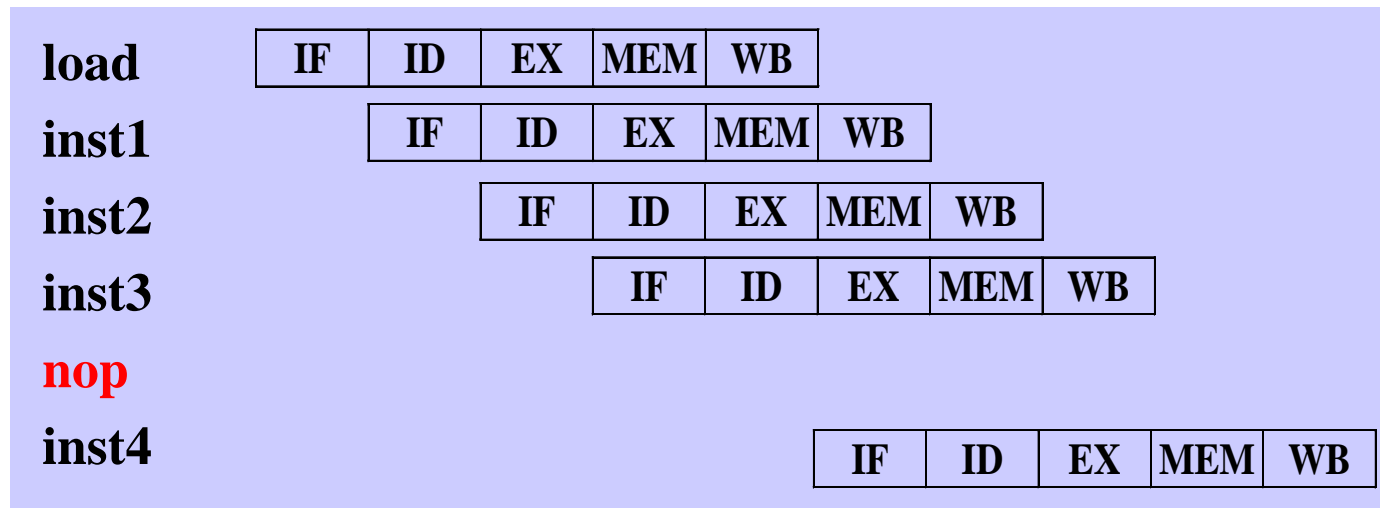 load IF ID EX MEM WB
inst1 IF ID EX MEM WB
inst2 IF ID EX MEM WB
inst3 IF ID EX MEM WB
nop
inst4 IF ID EX MEM WB